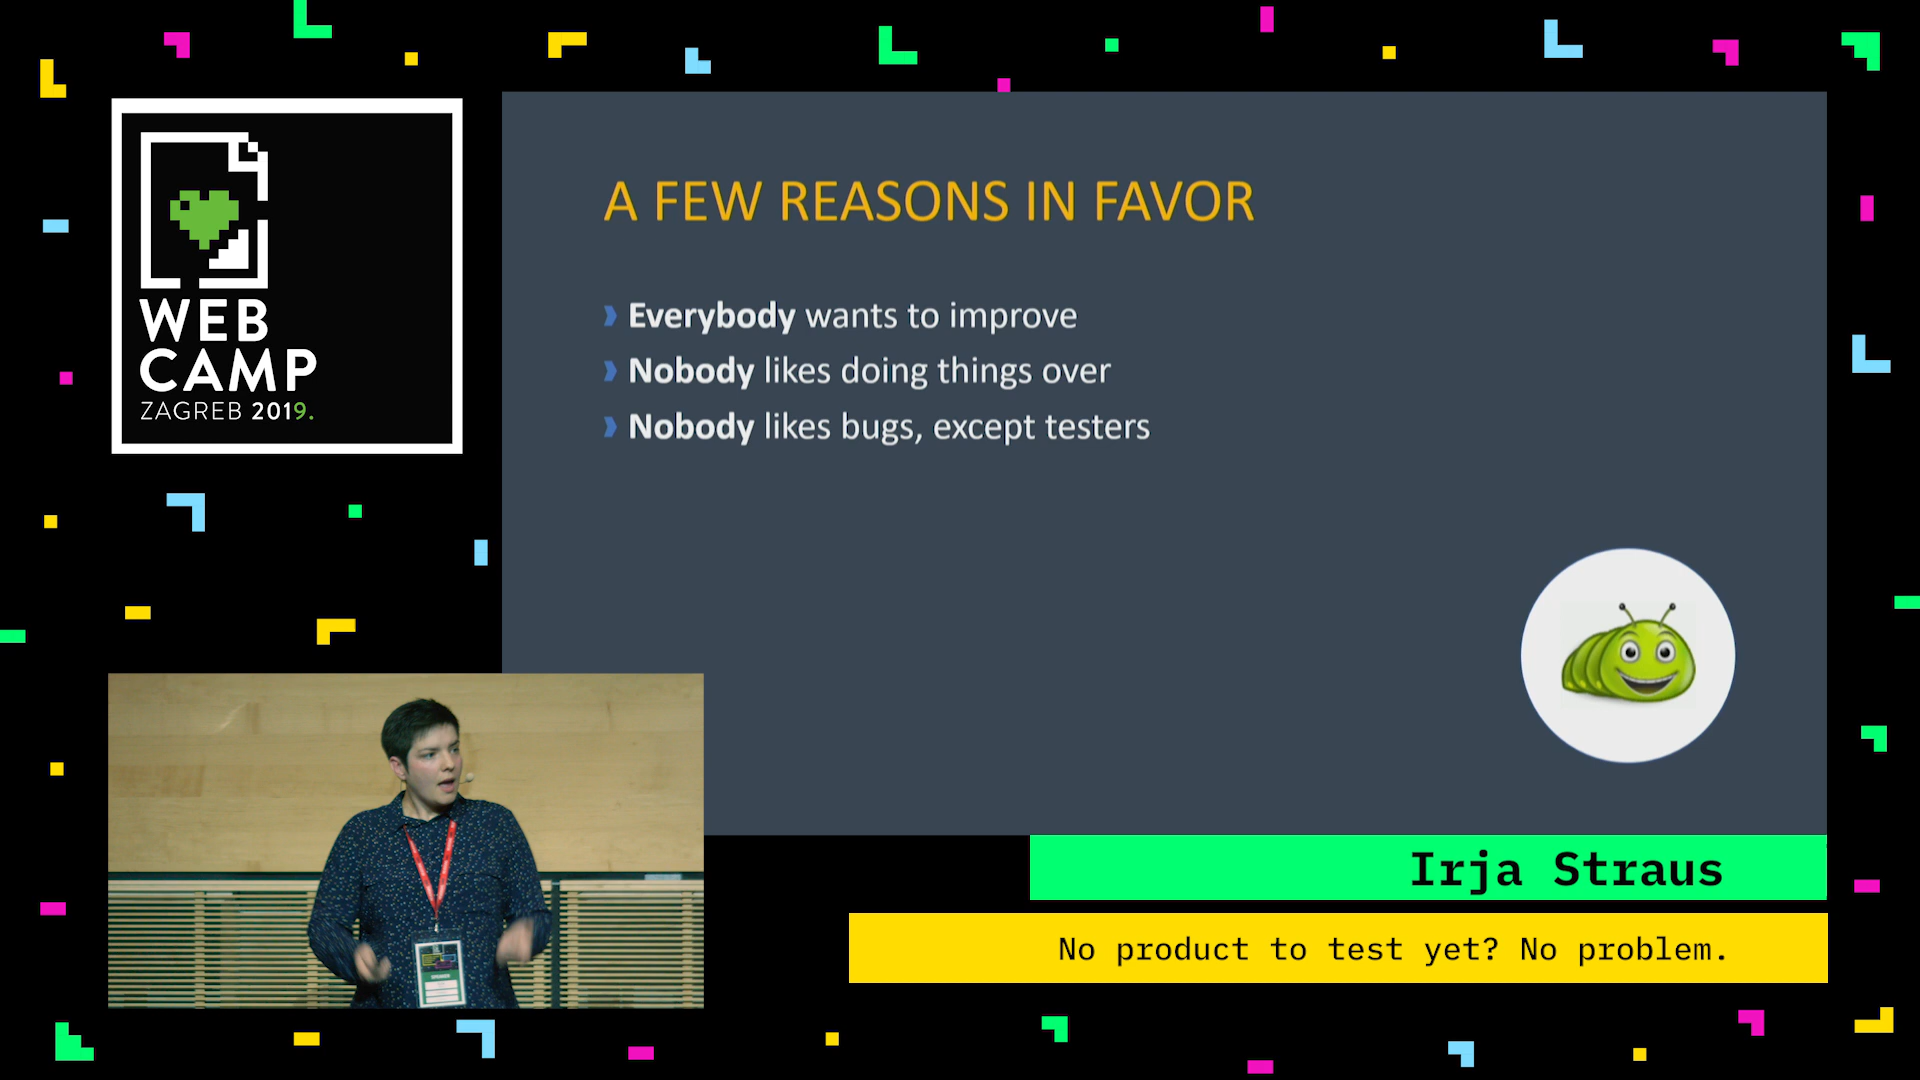 WEB
CAMP
ZAGREB 2019.
A FEW REASONS IN FAVOR
Everybody wants to improve
Nobody likes doing things over
Nobody likes bugs, except testers
Irja Straus
No product to test yet? No problem.